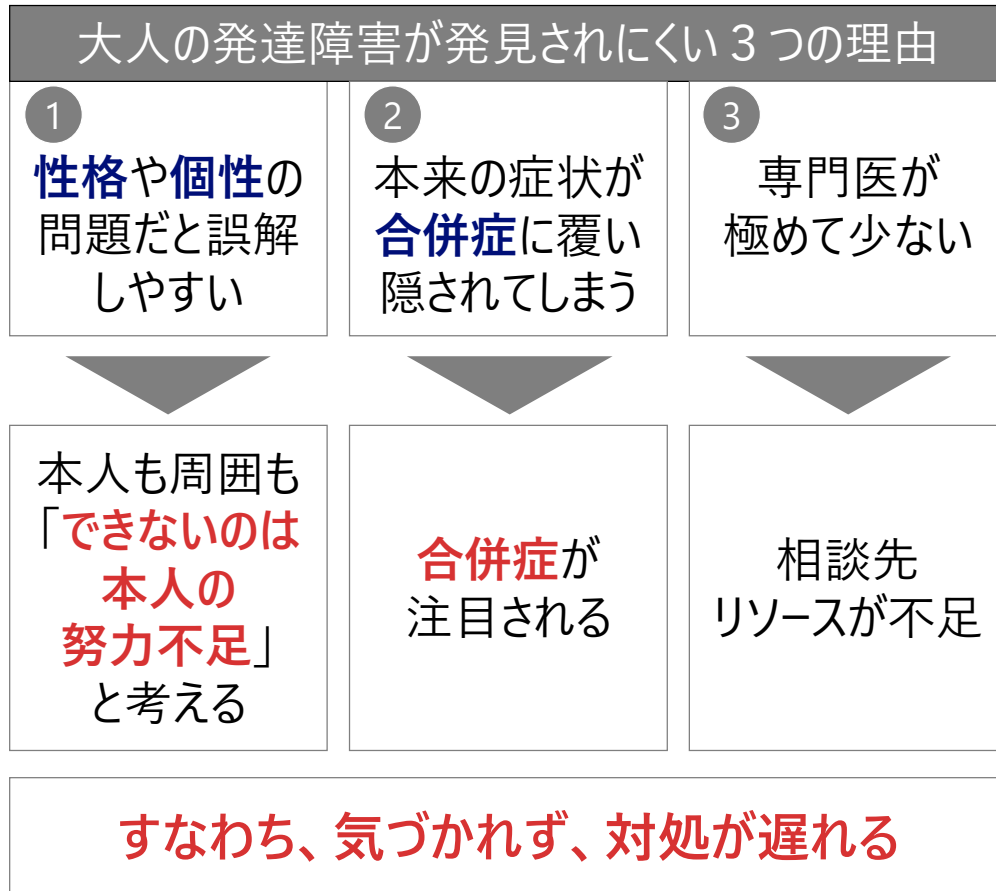 大人の発達障害が発見されにくい３つの理由
1
性格や個性の
問題だと誤解
しやすい
2
本来の症状が
合併症に覆い
隠されてしまう
3
専門医が
極めて少ない
本人も周囲も
「できないのは
本人の
努力不足」
と考える
合併症が
注目される
相談先
リソースが不足
すなわち、気づかれず、対処が遅れる